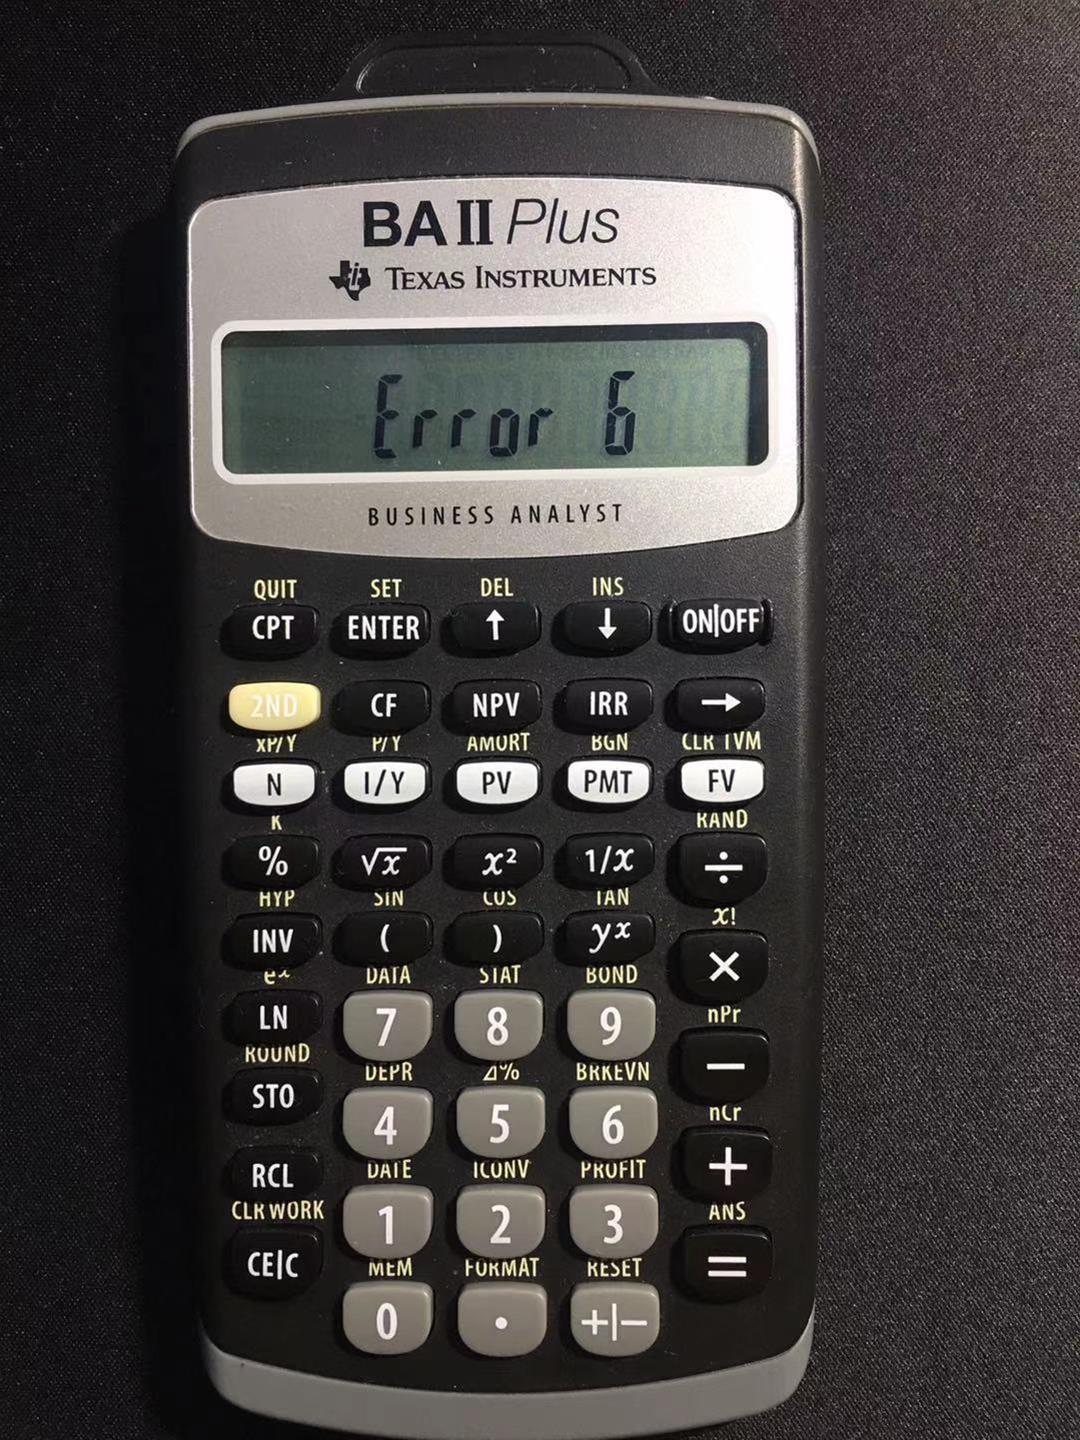 BA II Plus
TEXAS INSTRUMENTS
Error 6
BUSINESS ANALYST
QUIT SET DEL INS
CPT ENTER ↑ ↓ ON|OFF
2ND CF NPV IRR →
xP/Y P/Y AMORT BGN CLR TVM
N I/Y PV PMT FV
K RAND
% √x x² 1/x ÷
HYP SIN COS TAN x!
INV ( ) yˣ ×
eˣ DATA STAT BOND nPr
LN 7 8 9 −
ROUND DEPR Δ% BRKEVN nCr
STO 4 5 6 +
DATE ICONV PROFIT
RCL 1 2 3
CLR WORK ANS
CE|C =
MEM FORMAT RESET
0 . +|−